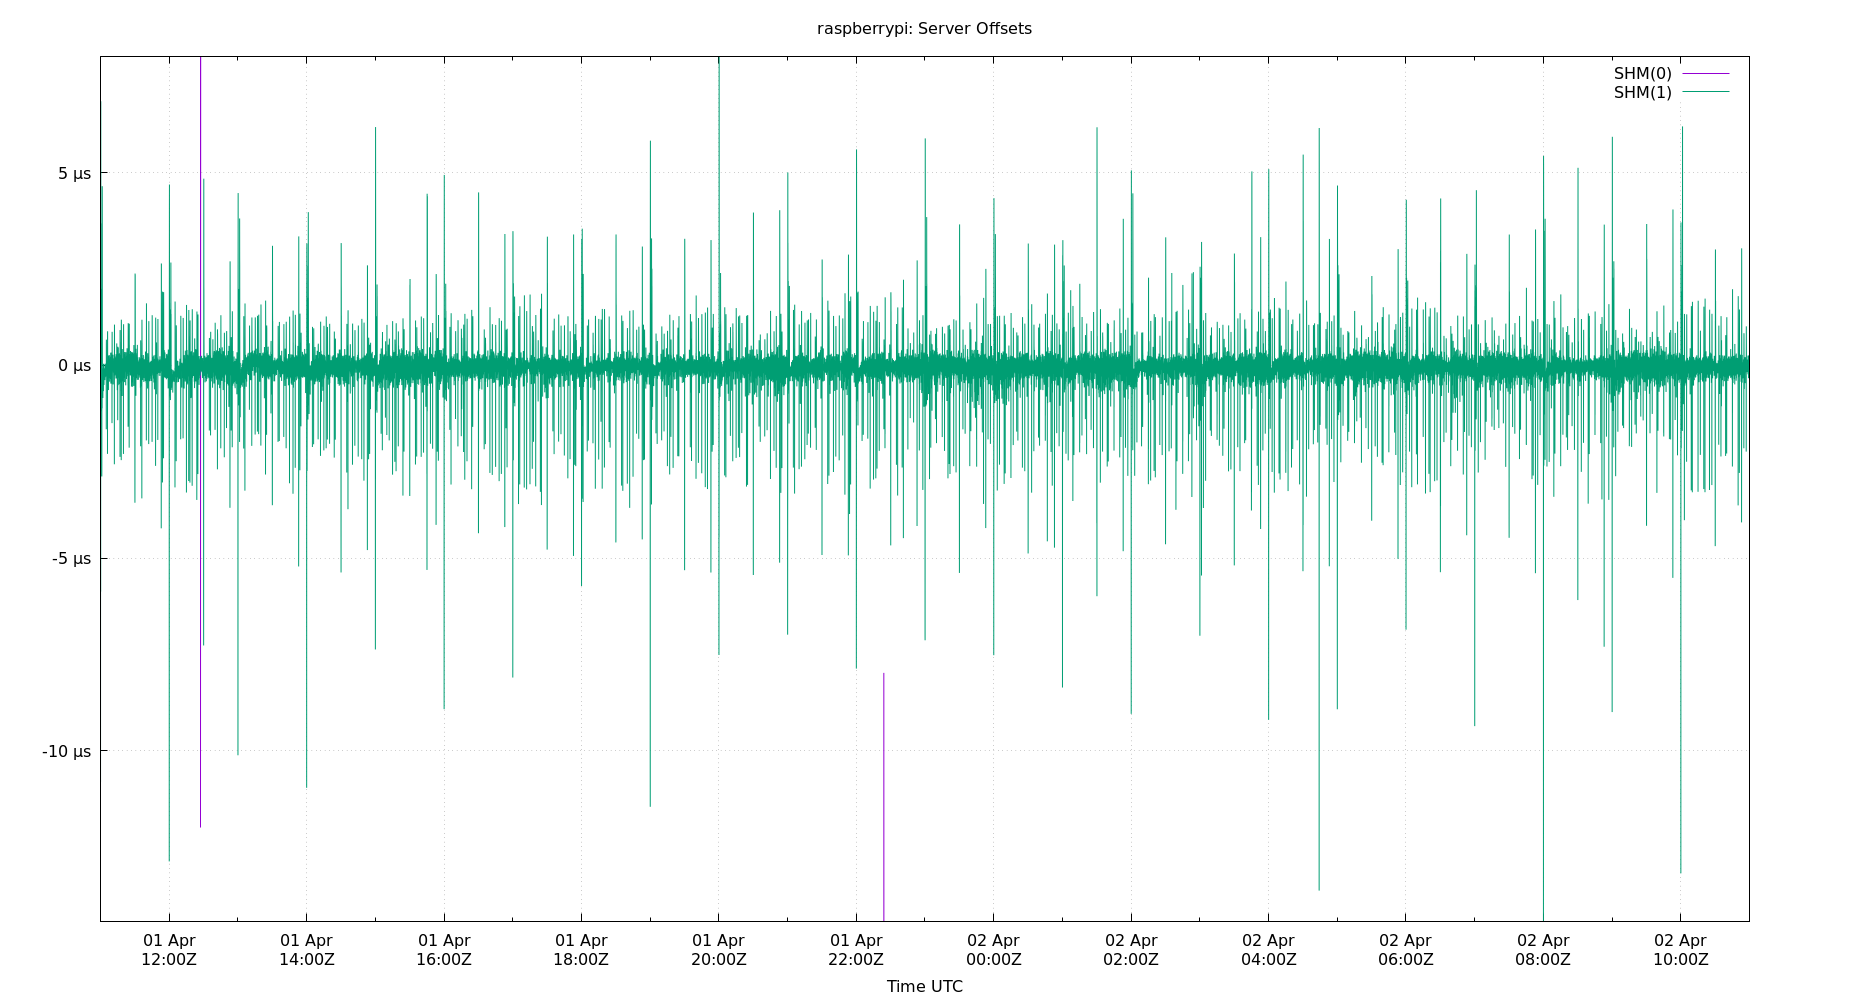 raspberrypi: Server Offsets
SHM(0)
SHM(1)
5 µs
0 µs
-5 µs
-10 µs
01 Apr 01 Apr 01 Apr 01 Apr 01 Apr 01 Apr 02 Apr 02 Apr 02 Apr 02 Apr 02 Apr 02 Apr
12:00Z 14:00Z 16:00Z 18:00Z 20:00Z 22:00Z 00:00Z 02:00Z 04:00Z 06:00Z 08:00Z 10:00Z
Time UTC